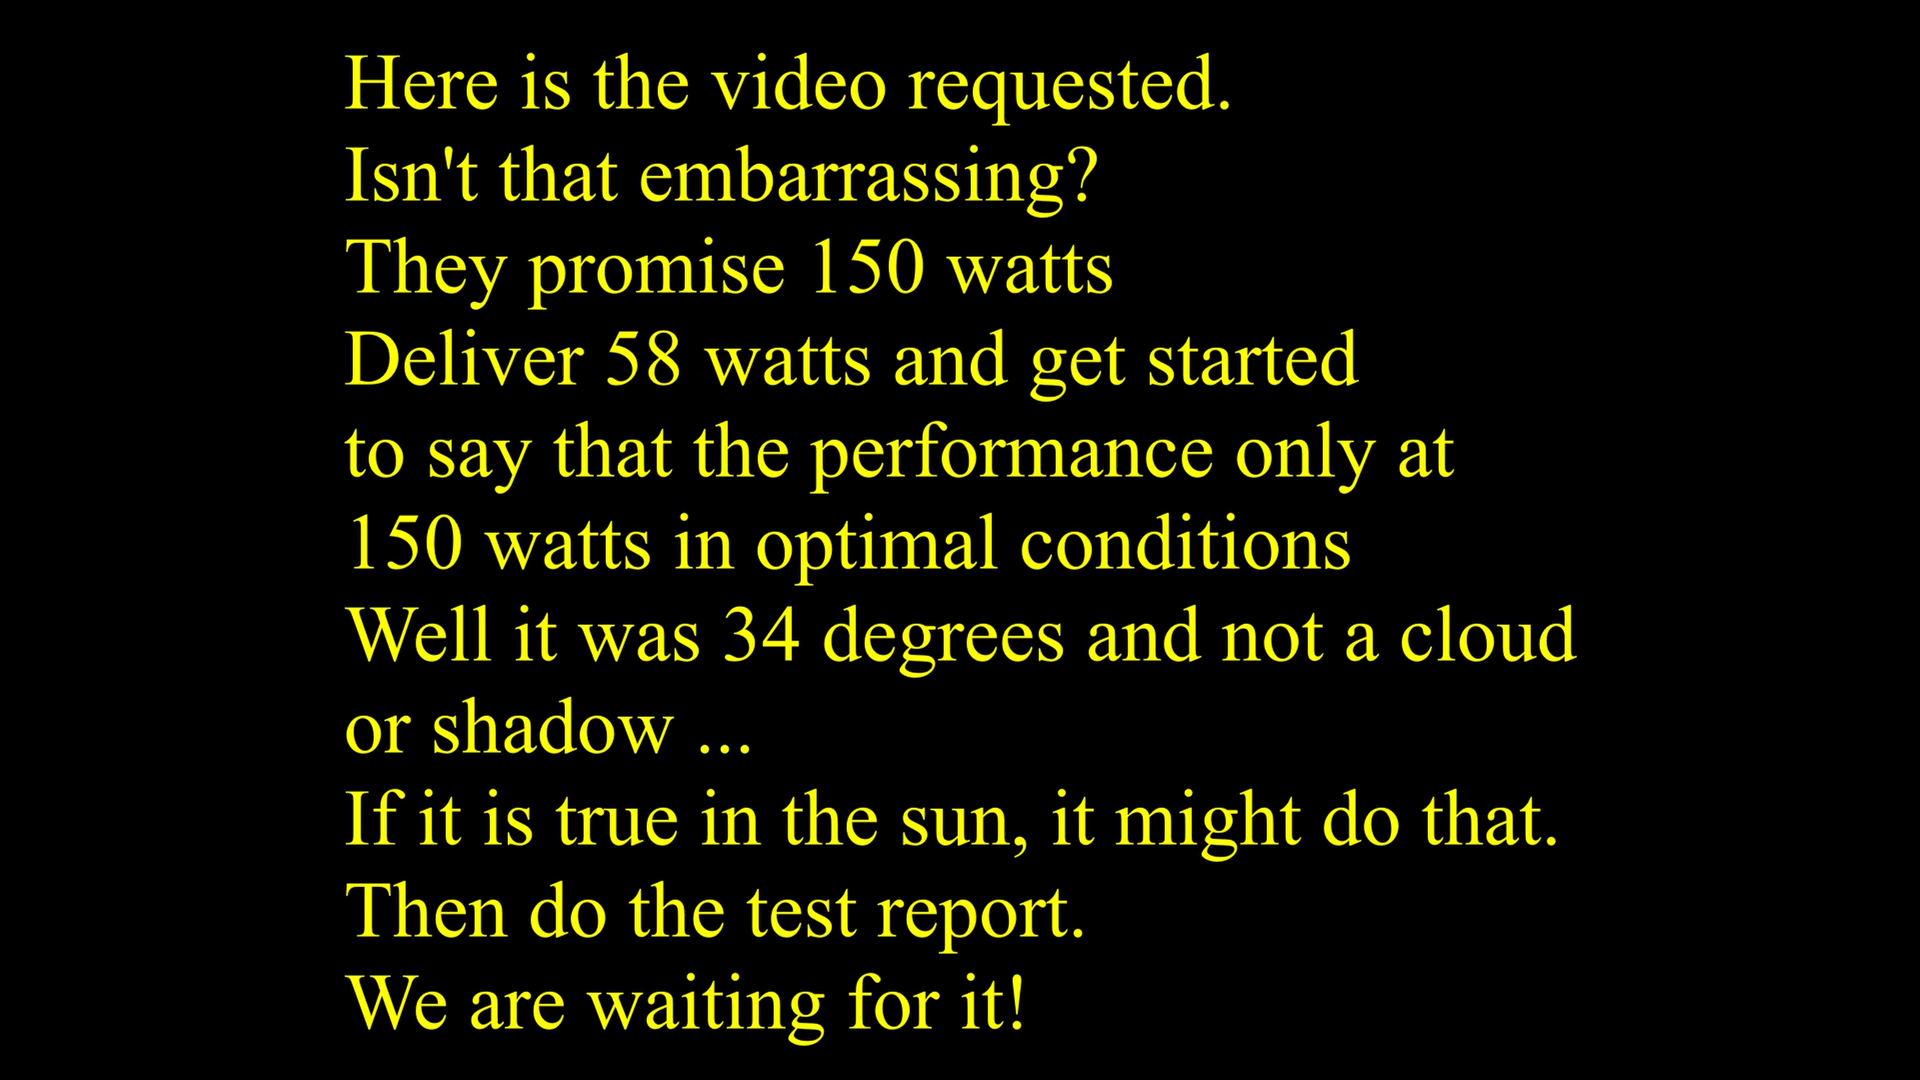 Here is the video requested.
Isn't that embarrassing?
They promise 150 watts
Deliver 58 watts and get started
to say that the performance only at
150 watts in optimal conditions
Well it was 34 degrees and not a cloud
or shadow ...
If it is true in the sun, it might do that.
Then do the test report.
We are waiting for it!